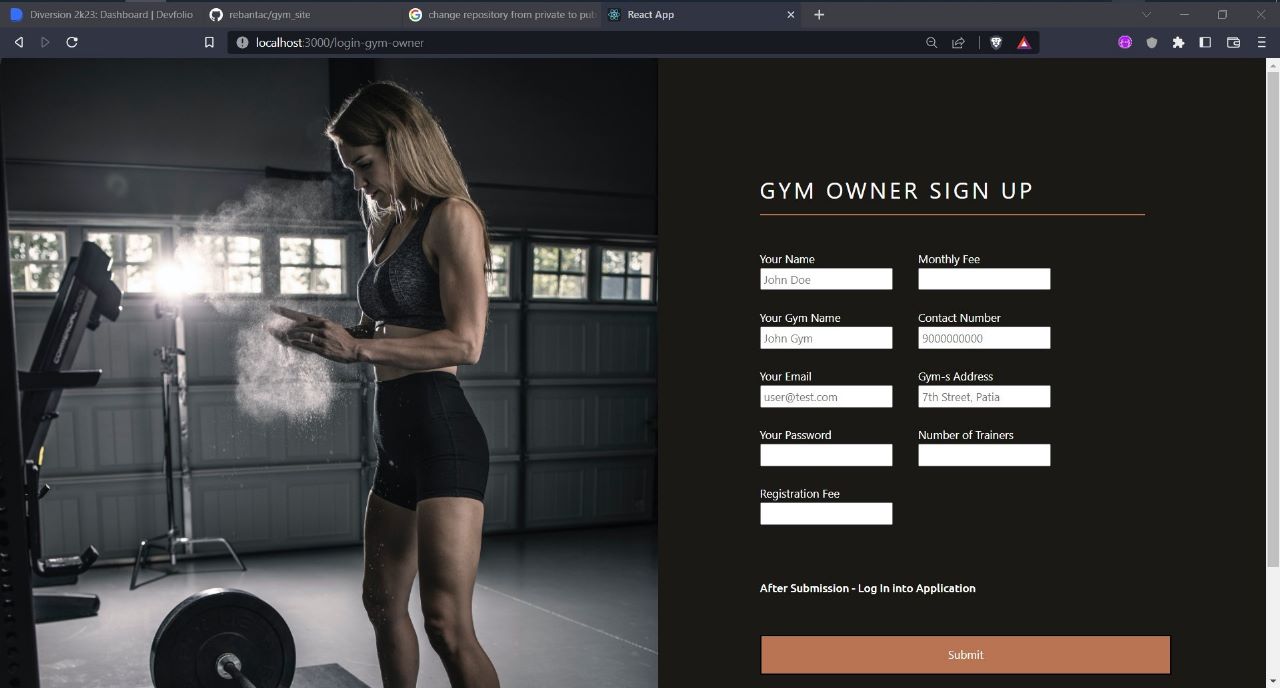 Diversion 2k23: Dashboard | Devfolio
rebantac/gym_site
change repository from private to pub
React App
localhost:3000/login-gym-owner
GYM OWNER SIGN UP
Your Name
Monthly Fee
John Doe
Your Gym Name
Contact Number
John Gym
9000000000
Your Email
Gym-s Address
user@test.com
7th Street, Patia
Your Password
Number of Trainers
Registration Fee
After Submission - Log In into Application
Submit